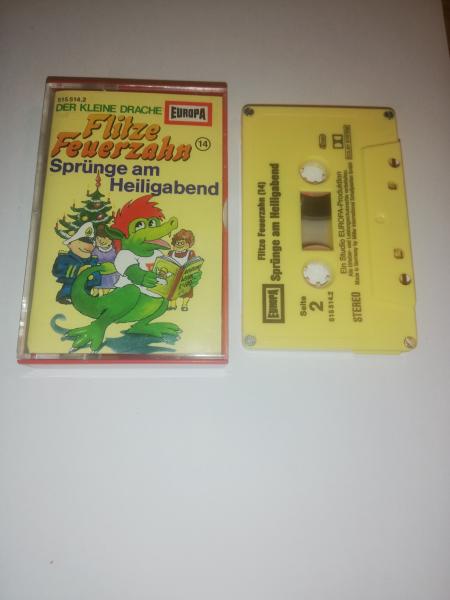 515 514.2
DER KLEINE DRACHE
EUROPA
Flitze
Feuerzahn
14
Sprünge am
Heiligabend
EUROPA
Seite
2
515 514.2
Flitze Feuerzahn (14)
Sprünge am Heiligabend
STEREO
Ein Studio EUROPA-Produktion